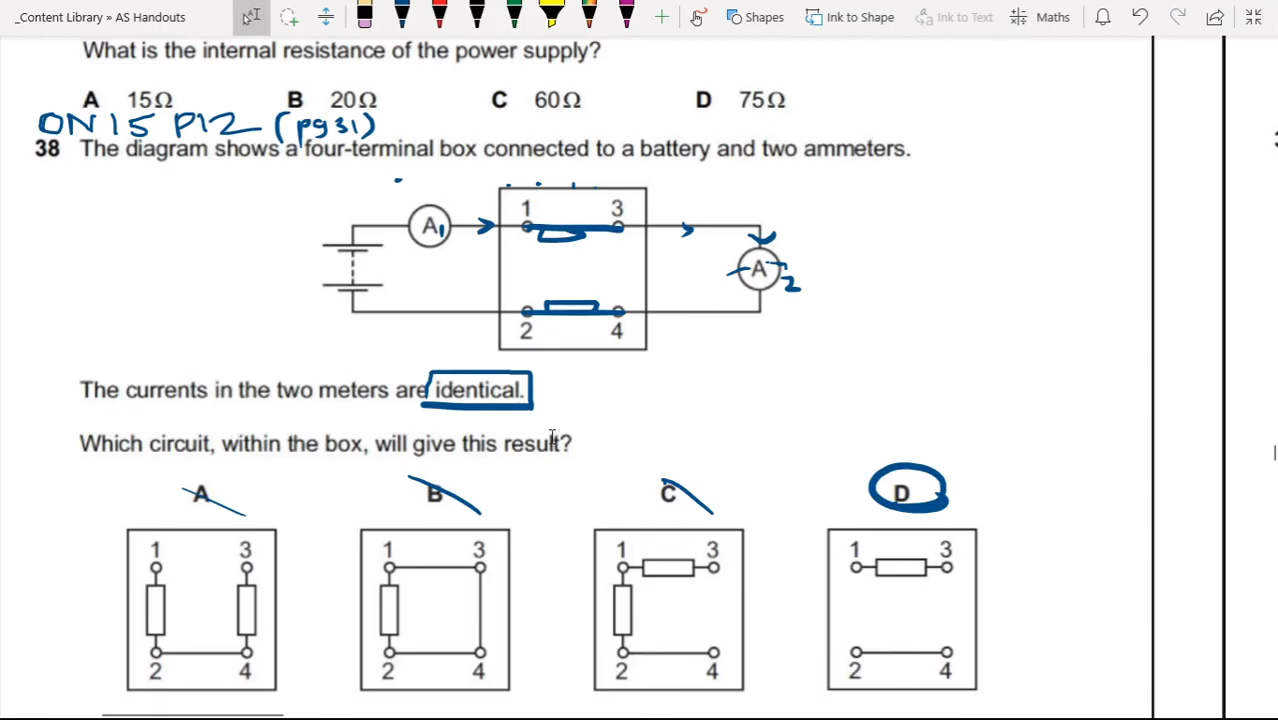 _Content Library » AS Handouts
Shapes
Ink to Shape
Ink to Text
Maths
What is the internal resistance of the power supply?
A 15Ω B 20Ω C 60Ω D 75Ω
ON 15 P12 (pg 31)
38 The diagram shows a four-terminal box connected to a battery and two ammeters.
1 3
A1
A 2
2 4
The currents in the two meters are identical.
Which circuit, within the box, will give this result?
A B C D
1 3 1 3 1 3 1 3
2 4 2 4 2 4 2 4